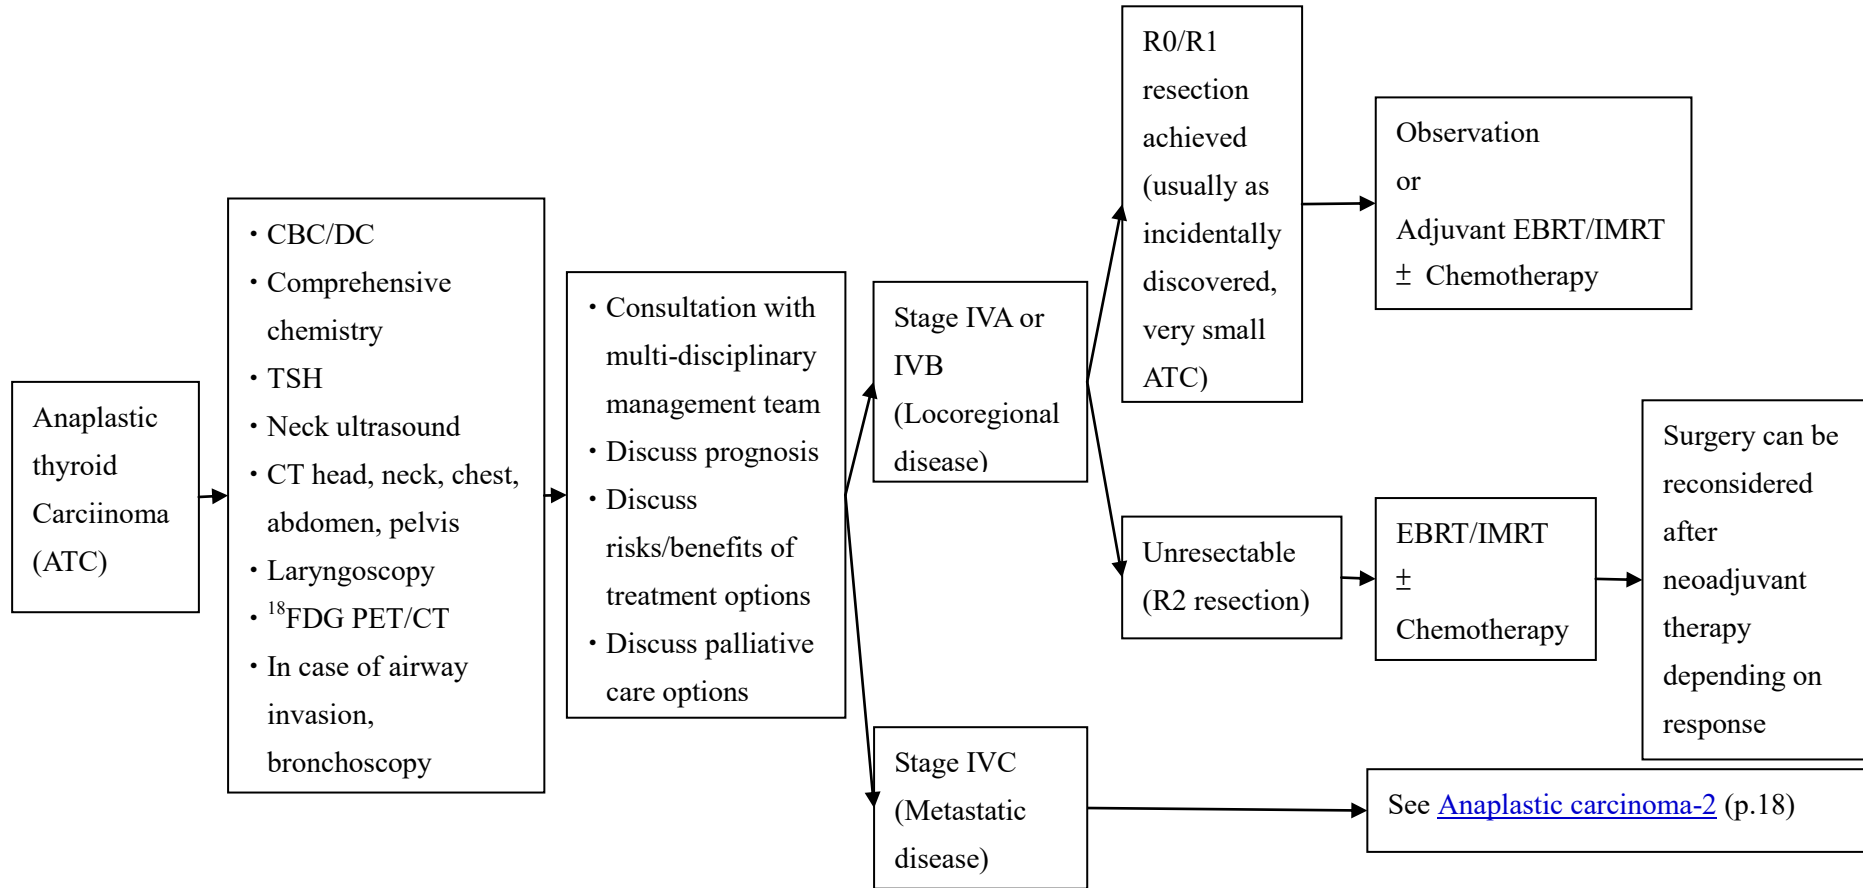 Anaplastic
thyroid
Carciinoma
(ATC)
・CBC/DC
・Comprehensive
chemistry
・TSH
・Neck ultrasound
・CT head, neck, chest,
abdomen, pelvis
・Laryngoscopy
・¹⁸FDG PET/CT
・In case of airway
invasion,
bronchoscopy
・Consultation with
multi-disciplinary
management team
・Discuss prognosis
・Discuss
risks/benefits of
treatment options
・Discuss palliative
care options
Stage IVA or
IVB
(Locoregional
disease)
R0/R1
resection
achieved
(usually as
incidentally
discovered,
very small
ATC)
Observation
or
Adjuvant EBRT/IMRT
± Chemotherapy
Unresectable
(R2 resection)
EBRT/IMRT
±
Chemotherapy
Surgery can be
reconsidered
after
neoadjuvant
therapy
depending on
response
Stage IVC
(Metastatic
disease)
See Anaplastic carcinoma-2 (p.18)